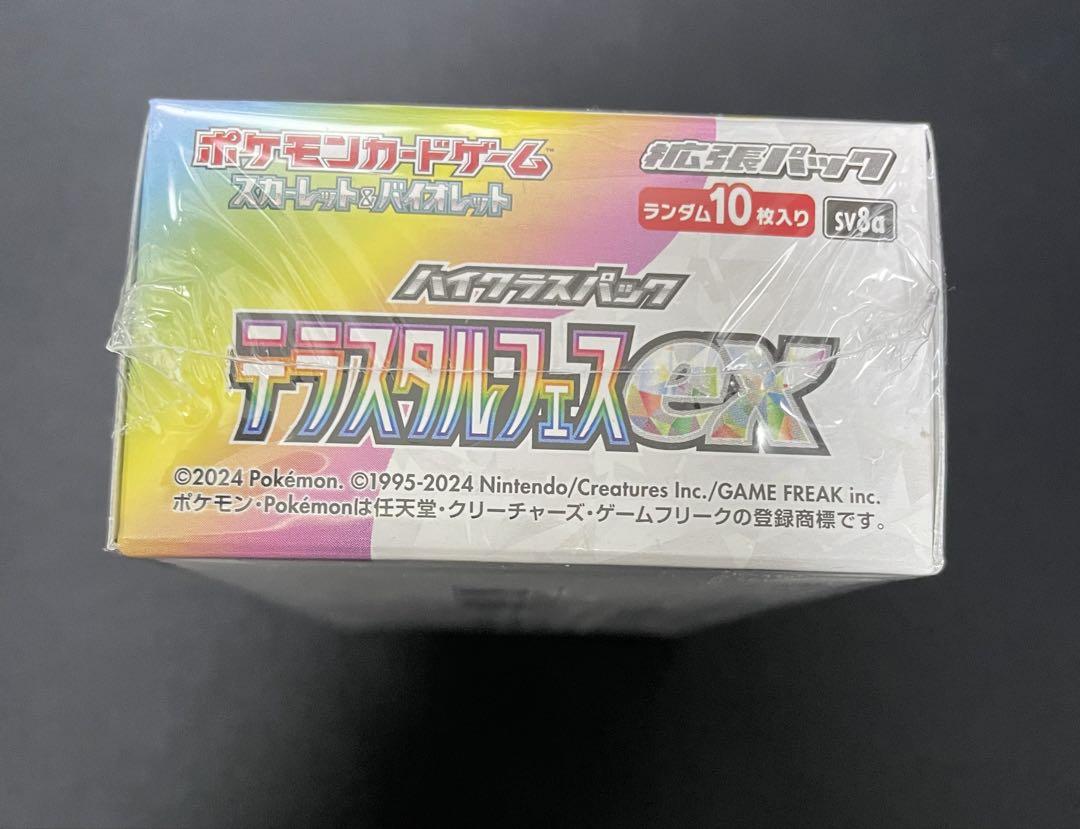 ポケモンカードゲーム™
スカーレット&バイオレット
拡張パック
ランダム10枚入り
sv8a
ハイクラスパック
テラスタルフェスex
©2024 Pokémon. ©1995-2024 Nintendo/Creatures Inc./GAME FREAK inc.
ポケモン・Pokémonは任天堂・クリーチャーズ・ゲームフリークの登録商標です。